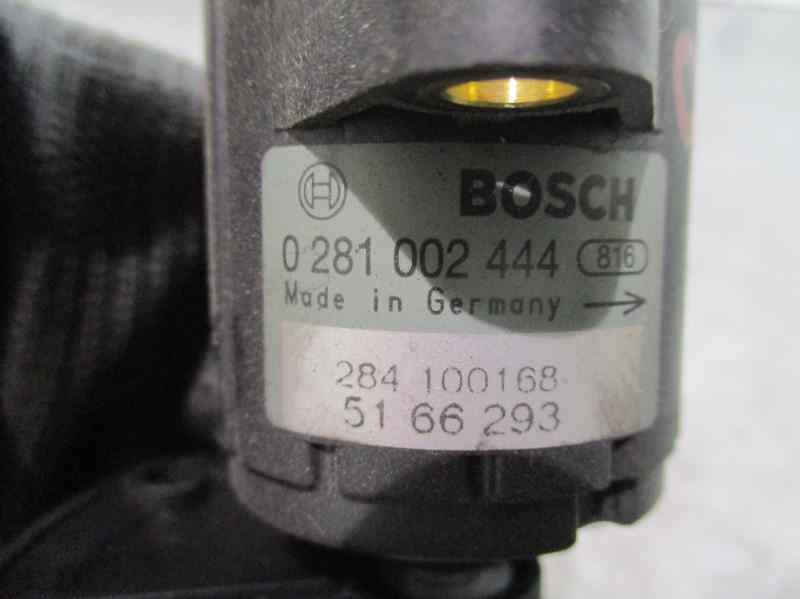 BOSCH
0 281 002 444 816
Made in Germany →
284 100168
51 66 293